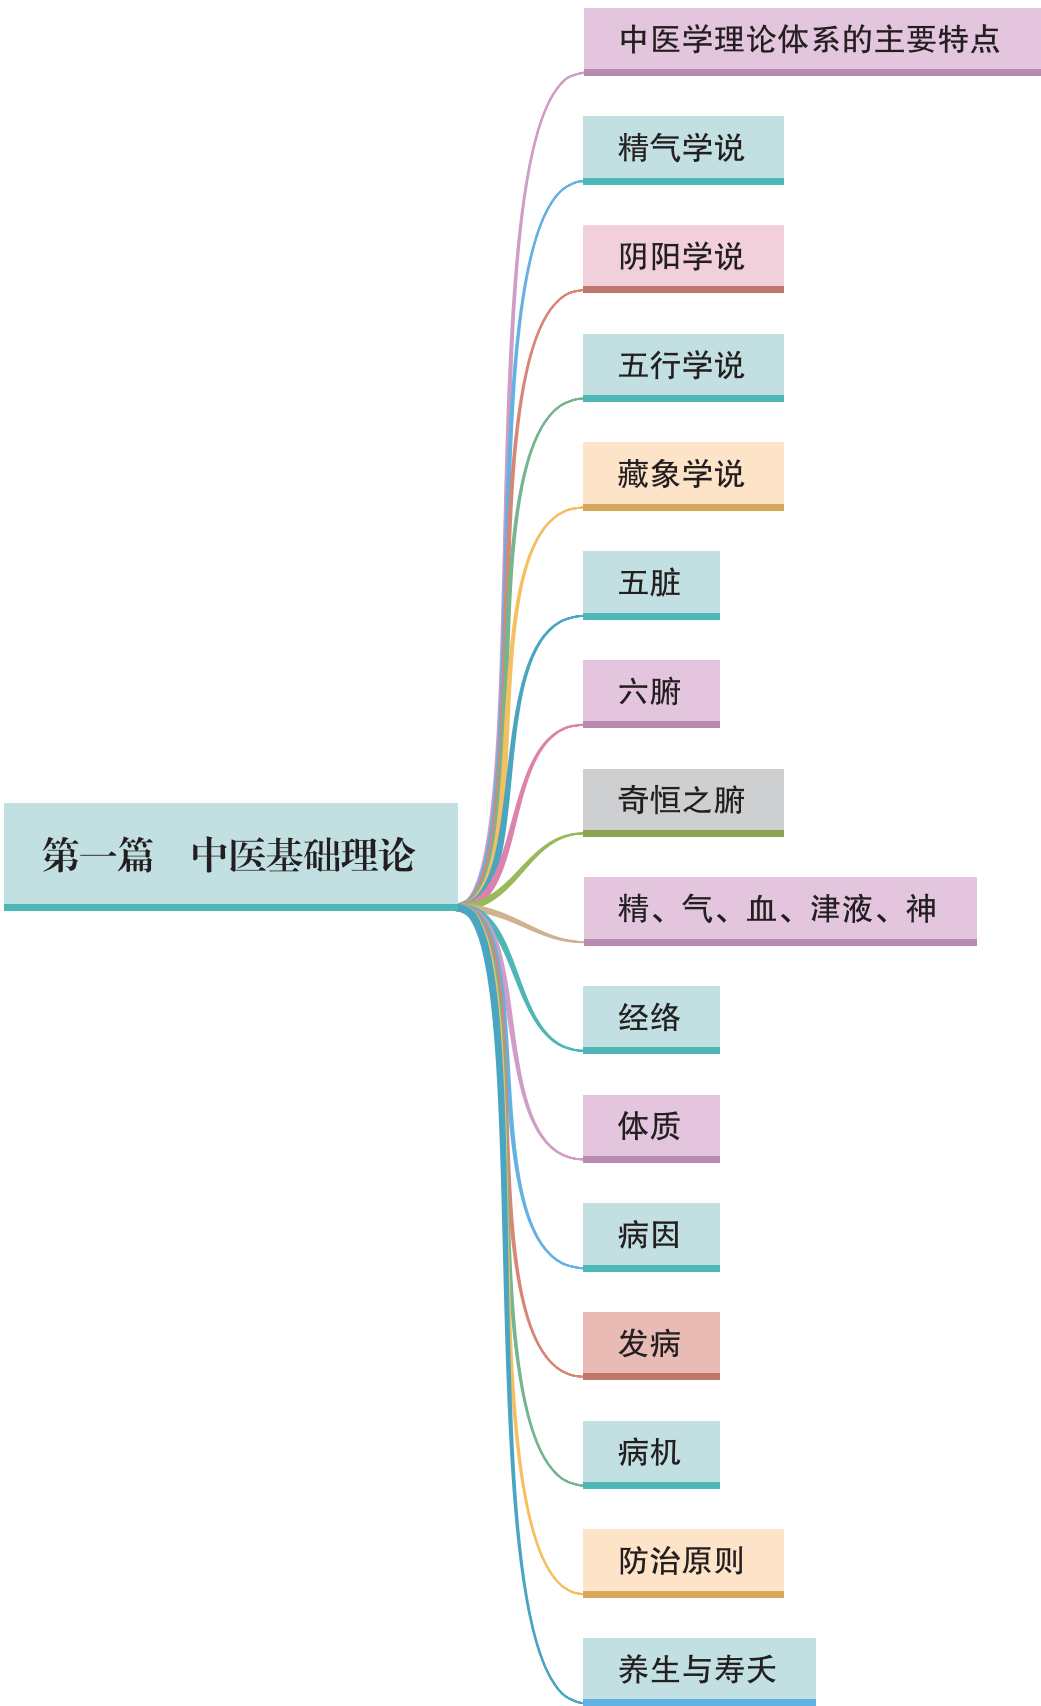 第一篇 中医基础理论
中医学理论体系的主要特点
精气学说
阴阳学说
五行学说
藏象学说
五脏
六腑
奇恒之腑
精、气、血、津液、神
经络
体质
病因
发病
病机
防治原则
养生与寿夭